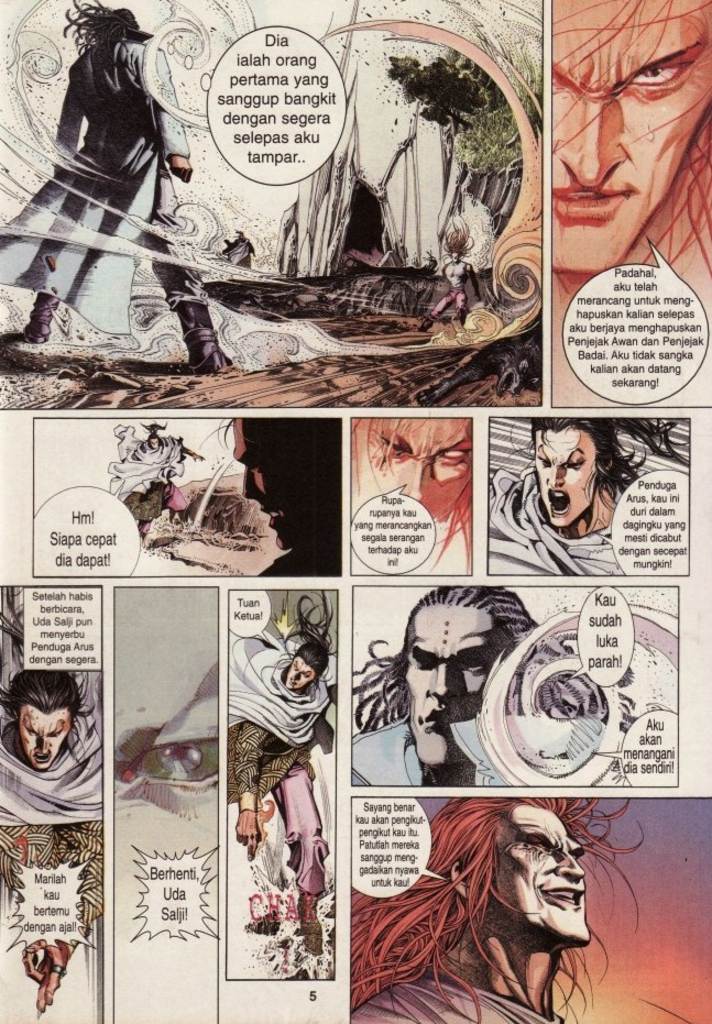 Dia
ialah orang
pertama yang
sanggup bangkit
dengan segera
selepas aku
tampar..
Padahal,
aku telah
merancang untuk meng-
hapuskan kalian selepas
aku berjaya menghapuskan
Penjejak Awan dan Penjejak
Badai. Aku tidak sangka
kalian akan datang
sekarang!
Hm!
Siapa cepat
dia dapat!
Rupa-
rupanya kau
yang merancangkan
segala serangan
terhadap aku
ini!
Penduga
Arus, kau ini
duri dalam
dagingku yang
mesti dicabut
dengan secepat
mungkin!
Setelah habis
berbicara,
Uda Salji pun
menyerbu
Penduga Arus
dengan segera.
Marilah
kau
bertemu
dengan ajal!
Berhenti,
Uda
Salji!
Tuan
Ketua!
CHAK
Kau
sudah
luka
parah!
Aku
akan
menangani
dia sendiri!
Sayang benar
kau akan pengikut-
pengikut kau itu.
Patutlah mereka
sanggup meng-
gadaikan nyawa
untuk kau!
5